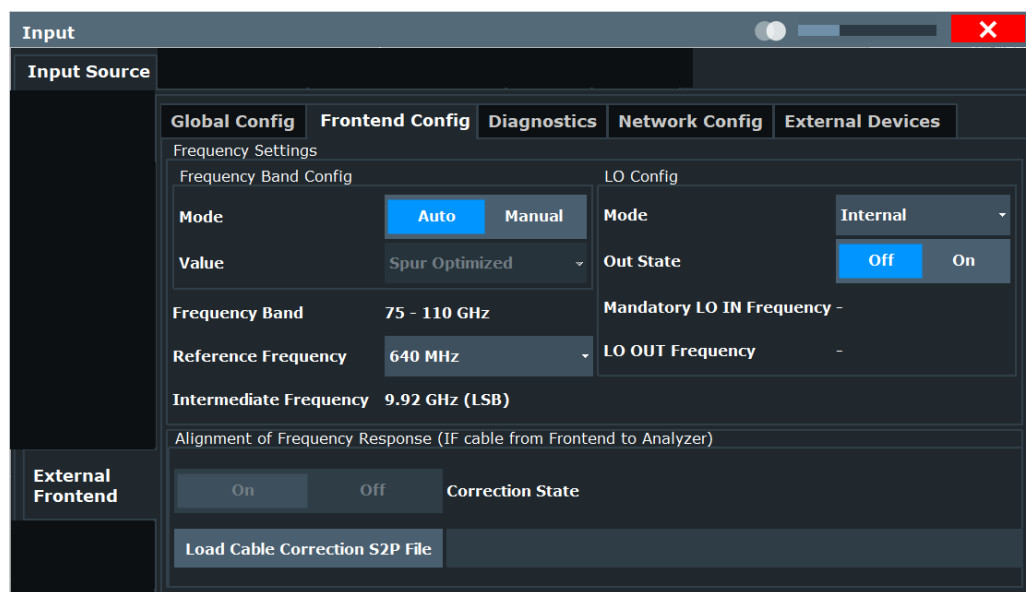 Input
Input Source
Global Config Frontend Config Diagnostics Network Config External Devices
Frequency Settings
Frequency Band Config
Mode Auto Manual
Value Spur Optimized
Frequency Band 75 - 110 GHz
Reference Frequency 640 MHz
Intermediate Frequency 9.92 GHz (LSB)
LO Config
Mode Internal
Out State Off On
Mandatory LO IN Frequency -
LO OUT Frequency -
Alignment of Frequency Response (IF cable from Frontend to Analyzer)
On Off Correction State
Load Cable Correction S2P File
External
Frontend